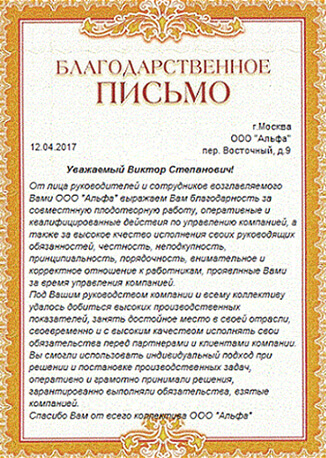 БЛАГОДАРСТВЕННОЕ
ПИСЬМО
г.Москва
ООО "Альфа"
12.04.2017
пер. Восточный, д.9
Уважаемый Виктор Степанович!
От лица руководителей и сотрудников возглавляемого
Вами ООО "Альфа" выражаем Вам благодарность за
совместнную плодотворную работу, оперативные и
квалифицированные действия по управлению компанией, а
также за высокое ксчество исполнения своих руководящих
обязанностей, честность, неподкупность,
принципиальность, порядочность, внимательное и
корректное отношение к работникам, проявлнные Вами
за время управления компанией.
Под Вашим руководством компании и всему коллективу
удалось добиться высоких производственных
показателей, занять достойное место в своей отрасли,
своевременно и с высоким качеством исполнять свои
обязательства перед партнерами и клиентами компании.
Вы смогли использовать индивидуальный подход при
решении и постановке производственных задач,
оперативно и грамотно принимали решения,
гарантированно выполняли обязательства, взятые
компанией.
Спасибо Вам от всего коллектива ООО "Альфа"